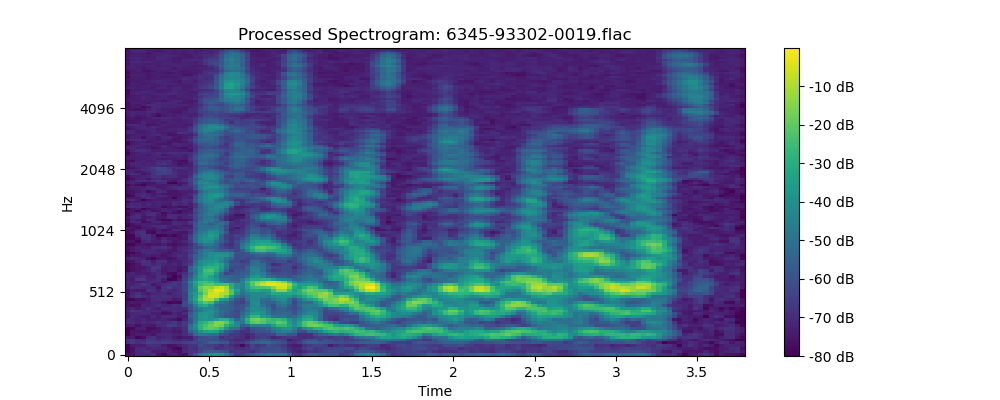 Processed Spectrogram: 6345-93302-0019.flac
Hz
4096
2048
1024
512
0
0 0.5 1 1.5 2 2.5 3 3.5
Time
-10 dB
-20 dB
-30 dB
-40 dB
-50 dB
-60 dB
-70 dB
-80 dB